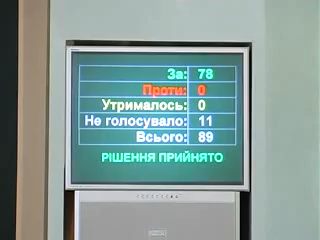 За: 78
Проти: 0
Утрималось: 0
Не голосувало: 11
Всього: 89
РІШЕННЯ ПРИЙНЯТО